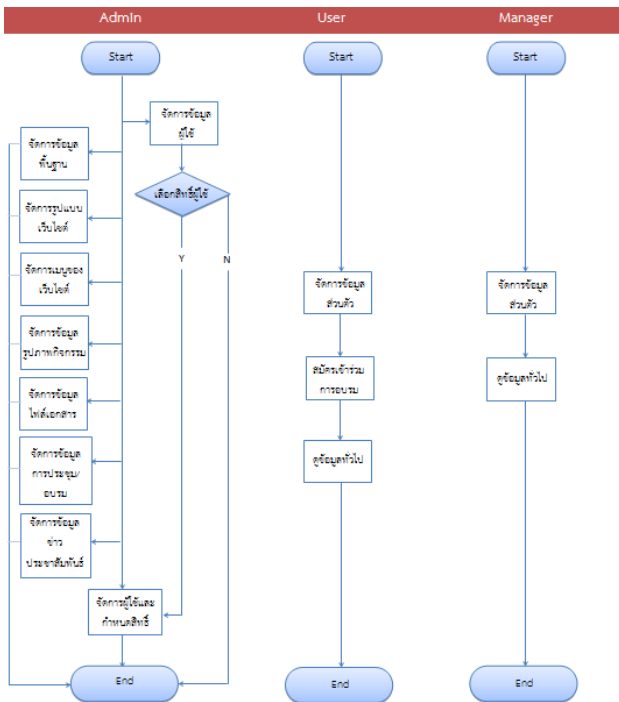 Admin
User
Manager
Start
Start
Start
จัดการข้อมูล
ผู้ใช้
จัดการข้อมูล
พื้นฐาน
เลือกสิทธิ์ผู้ใช้
จัดการรูปแบบ
เว็บไซต์
Y
N
จัดการเมนูของ
เว็บไซต์
จัดการข้อมูล
ส่วนตัว
จัดการข้อมูล
ส่วนตัว
จัดการข้อมูล
รูปภาพกิจกรรม
สมัครเข้าร่วม
การอบรม
ดูข้อมูลทั่วไป
จัดการข้อมูล
ไฟล์เอกสาร
จัดการข้อมูล
การประชุม/
อบรม
ดูข้อมูลทั่วไป
จัดการข้อมูล
ข่าว
ประชาสัมพันธ์
จัดการผู้ใช้และ
กำหนดสิทธิ์
End
End
End